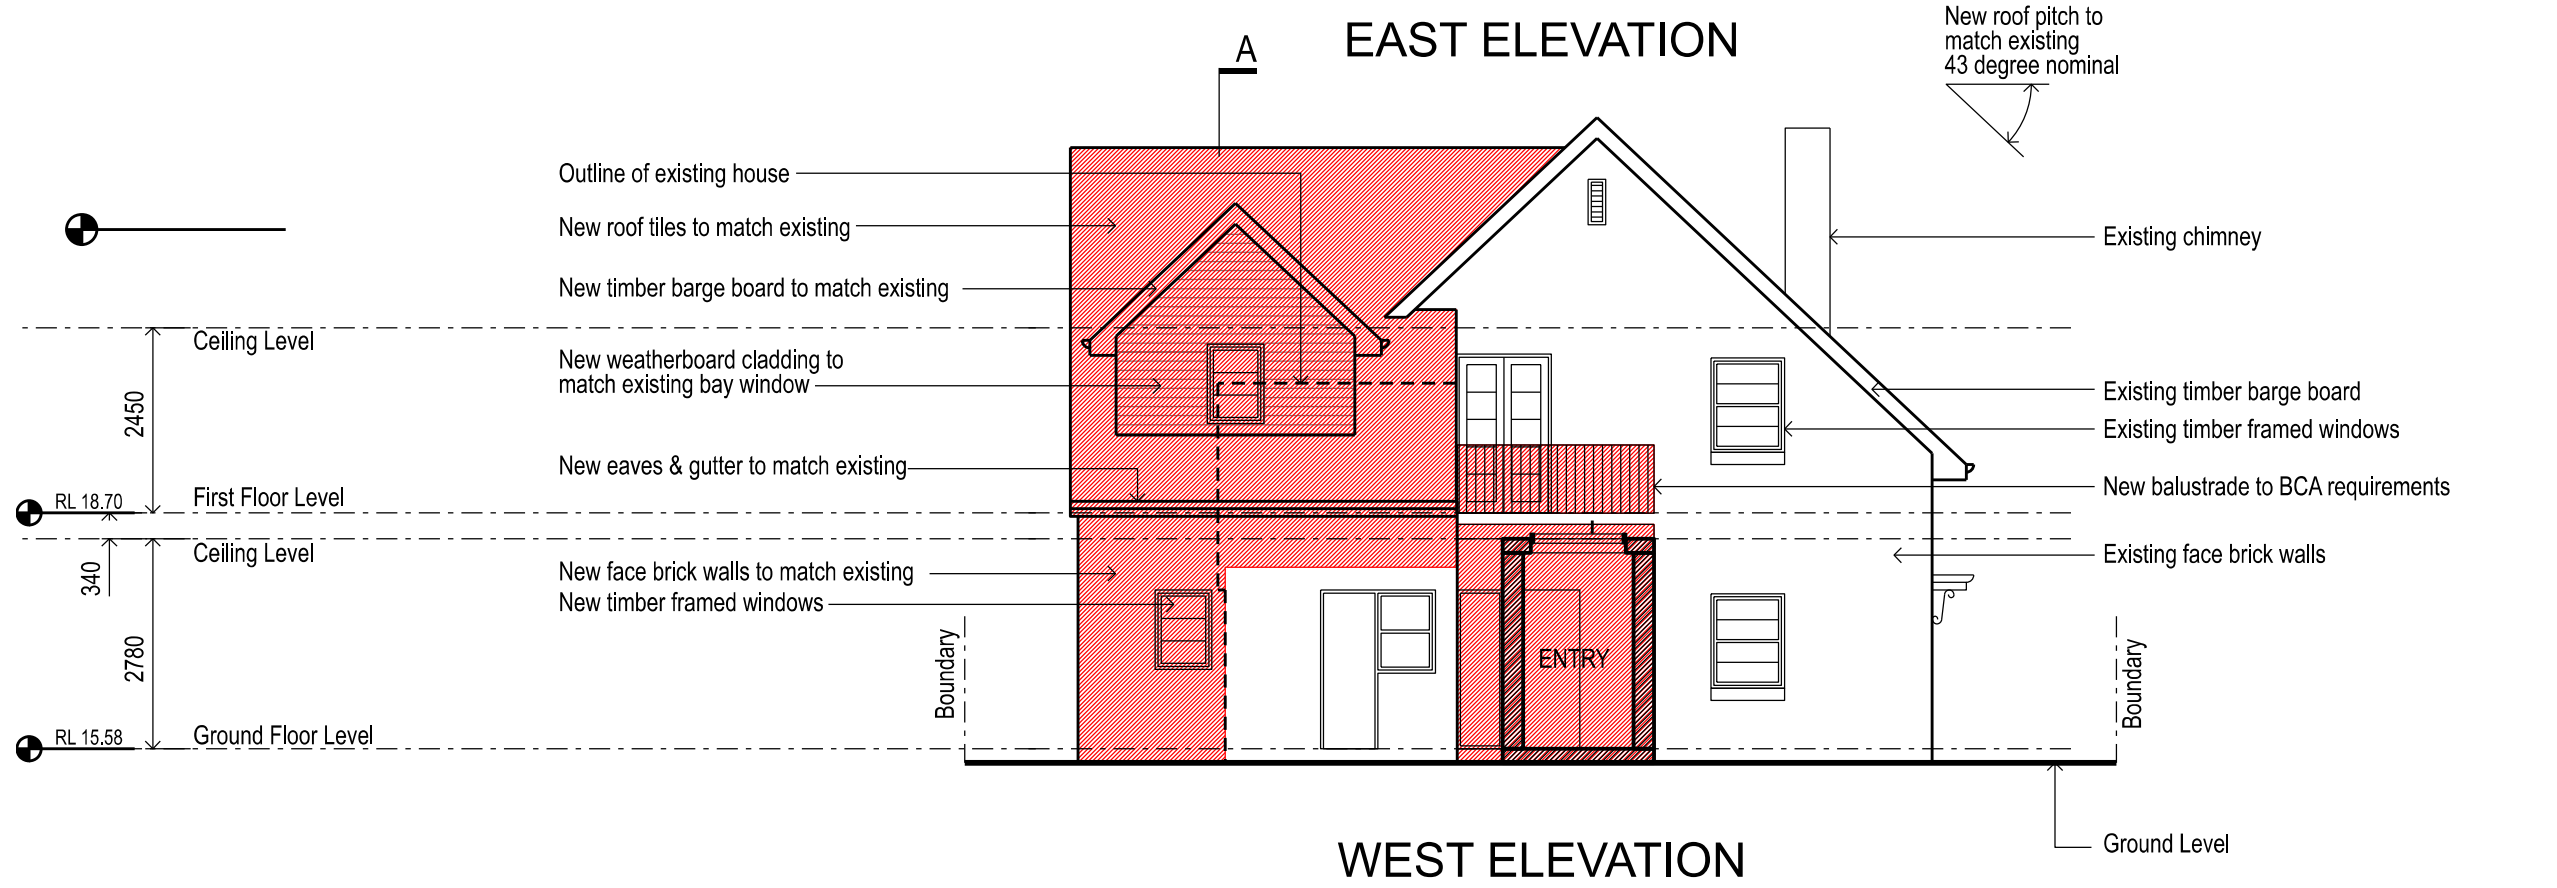 EAST ELEVATION
A
New roof pitch to
match existing
43 degree nominal
Outline of existing house
New roof tiles to match existing
Existing chimney
New timber barge board to match existing
Ceiling Level
New weatherboard cladding to
match existing bay window
2450
Existing timber barge board
Existing timber framed windows
New eaves & gutter to match existing
New balustrade to BCA requirements
RL 18.70
First Floor Level
Ceiling Level
340
Existing face brick walls
New face brick walls to match existing
New timber framed windows
2780
Boundary
ENTRY
Boundary
RL 15.58
Ground Floor Level
Ground Level
WEST ELEVATION